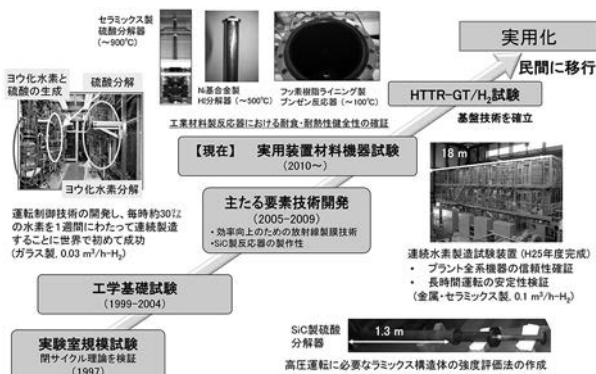 セラミックス製
硫酸分解器
(～900℃)
Ni基合金製
HI分解器(～500℃)
フッ素樹脂ライニング製
ブンゼン反応器(～100℃)
工業材料製反応器における耐食・耐熱性健全性の確証
実用化
民間に移行
HTTR-GT/H₂試験
基盤技術を確立
ヨウ化水素と
硫酸の生成
硫酸分解
ヨウ化水素分解
運転制御技術の開発し、毎時約30㍑
の水素を1週間にわたって連続製造
することに世界で初めて成功
(ガラス製, 0.03 m³/h-H₂)
【現在】 実用装置材料機器試験
(2010～)
主たる要素技術開発
(2005-2009)
・効率向上のための放射線製膜技術
・SiC製反応器の製作性
工学基礎試験
(1999-2004)
実験室規模試験
閉サイクル理論を検証
(1997)
18 m
連続水素製造試験装置(H25年度完成)
・ プラント全系機器の信頼性確証
・ 長時間運転の安定性検証
(金属・セラミックス製, 0.1 m³/h-H₂)
SiC製硫酸
分解器
1.3 m
高圧運転に必要なラミックス構造体の強度評価法の作成